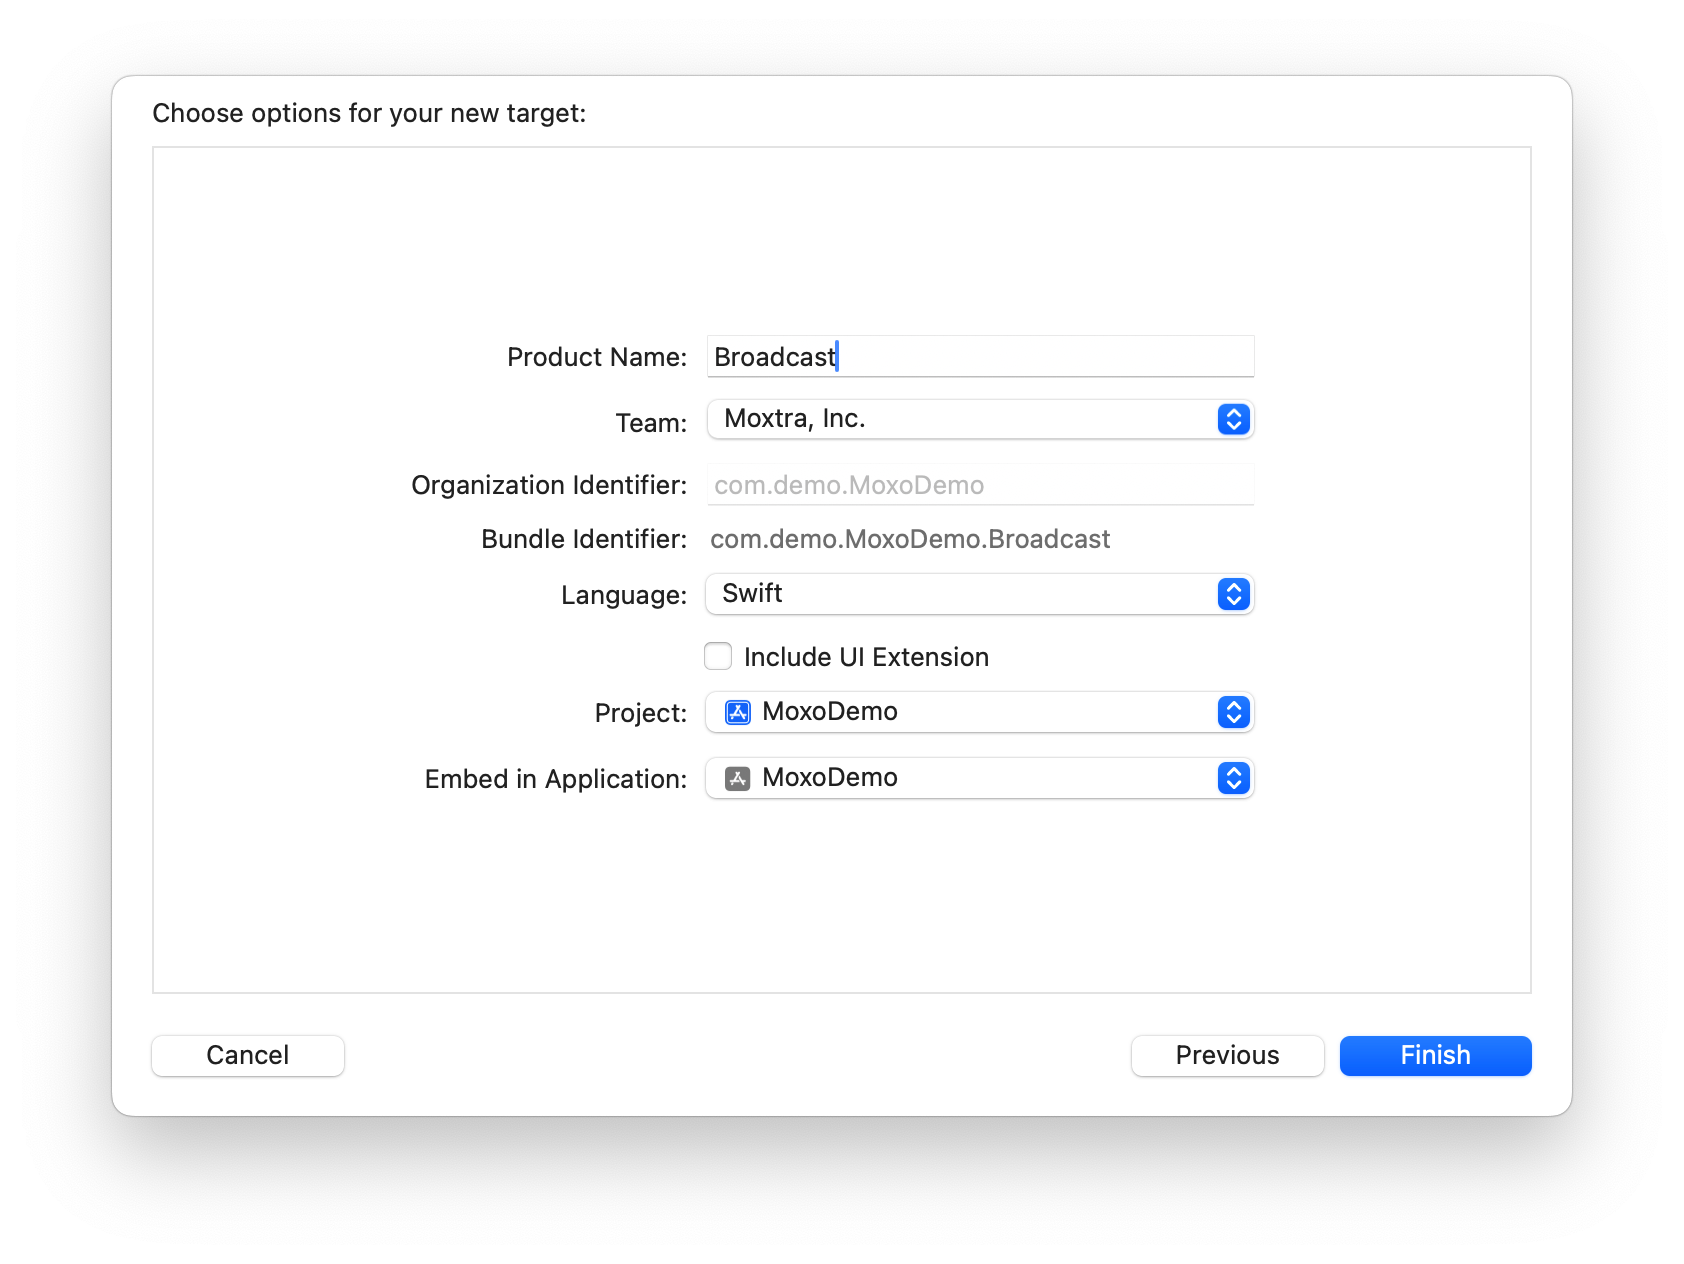 Choose options for your new target:
Product Name: Broadcast
Team: Moxtra, Inc.
Organization Identifier: com.demo.MoxoDemo
Bundle Identifier: com.demo.MoxoDemo.Broadcast
Language: Swift
Include UI Extension
Project: MoxoDemo
Embed in Application: MoxoDemo
Cancel Previous Finish